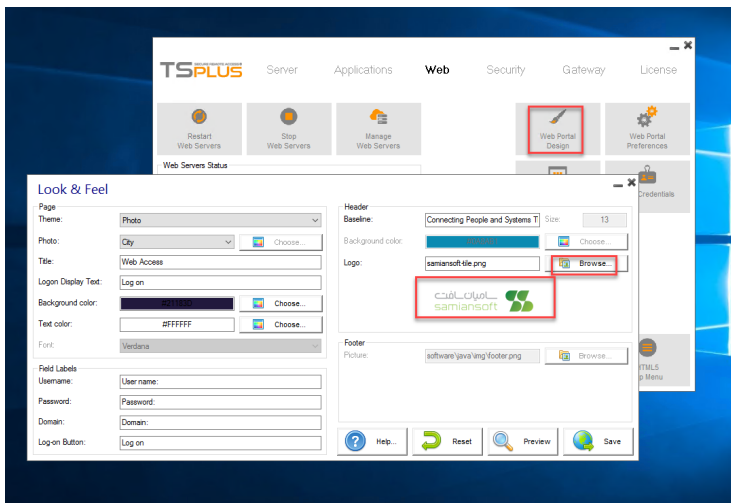 TSPLUS
Server
Applications
Web
Security
Gateway
License
Restart
Web Servers
Stop
Web Servers
Manage
Web Servers
Web Portal
Design
Web Portal
Preferences
Web Servers Status
Credentials
Look & Feel
Page
Theme:
Photo
Photo:
City
Choose...
Title:
Web Access
Logon Display Text:
Log on
Background color:
Choose...
Text color:
#FFFFFF
Choose...
Font:
Verdana
Field Labels
Username:
User name:
Password:
Password:
Domain:
Domain:
Log-on Button:
Log on
Header
Baseline:
Connecting People and Systems T
Size:
13
Background color:
Choose...
Logo:
samiansoft-tile.png
Browse...
سامیان‌سافت
samiansoft
Footer
Picture:
software\java\img\footer.png
Browse...
HTML5
p Menu
Help...
Reset
Preview
Save